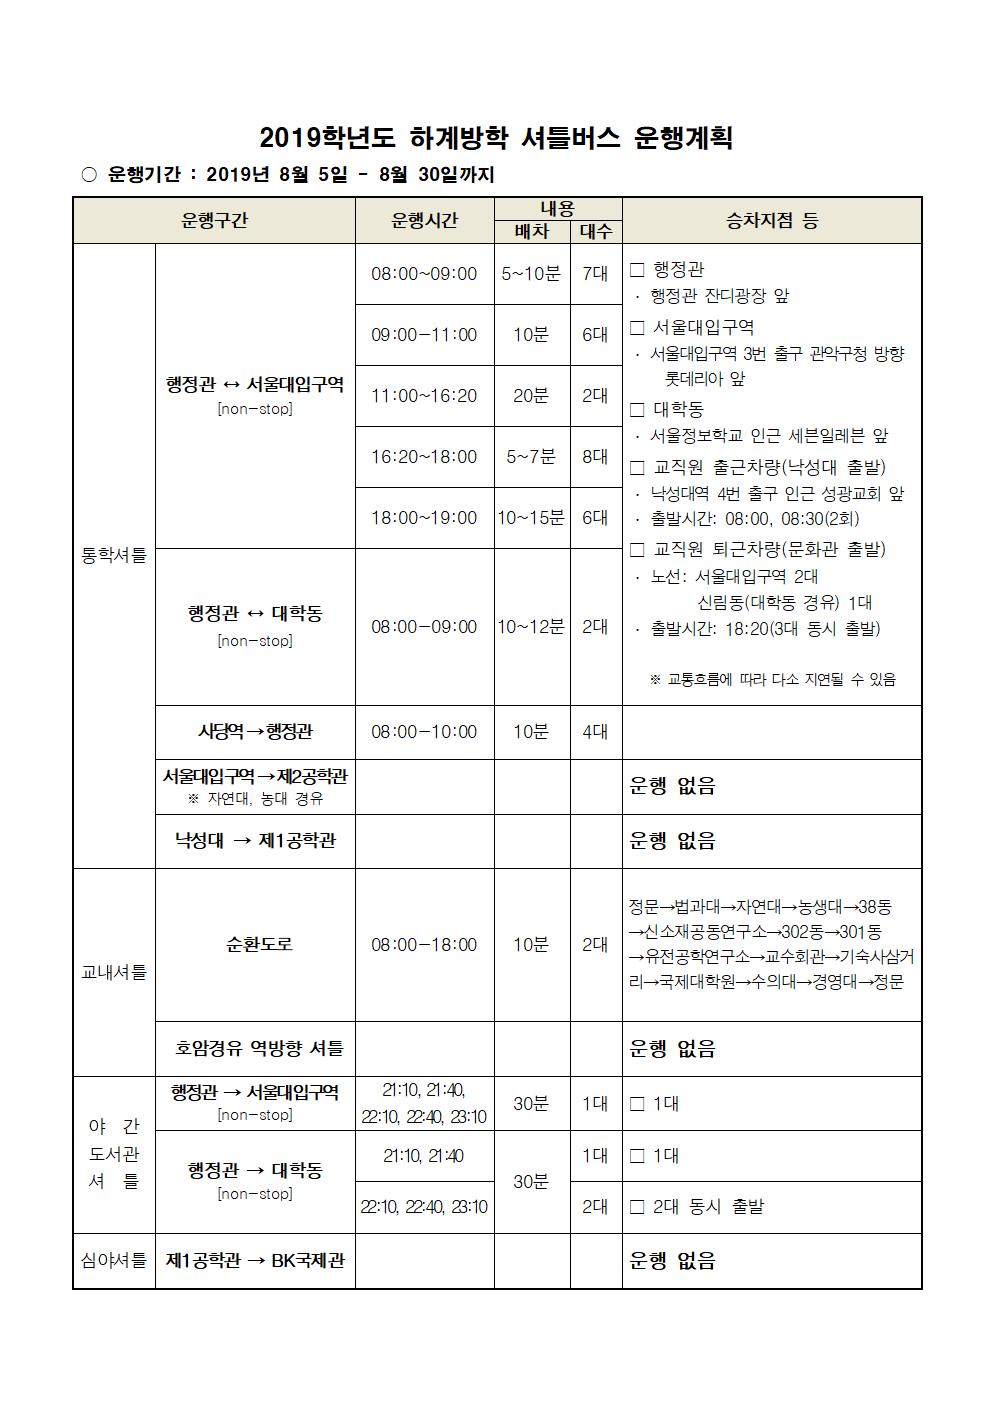 2019학년도 하계방학 셔틀버스 운행계획
○ 운행기간 : 2019년 8월 5일 - 8월 30일까지
운행구간 운행시간 내용 승차지점 등
배차 대수
통학셔틀
행정관 ↔ 서울대입구역
[non-stop]
08:00~09:00 5~10분 7대
09:00-11:00 10분 6대
11:00~16:20 20분 2대
16:20~18:00 5~7분 8대
18:00~19:00 10~15분 6대
□ 행정관
· 행정관 잔디광장 앞
□ 서울대입구역
· 서울대입구역 3번 출구 관악구청 방향
롯데리아 앞
□ 대학동
· 서울정보학교 인근 세븐일레븐 앞
□ 교직원 출근차량(낙성대 출발)
· 낙성대역 4번 출구 인근 성광교회 앞
· 출발시간: 08:00, 08:30(2회)
□ 교직원 퇴근차량(문화관 출발)
· 노선: 서울대입구역 2대
신림동(대학동 경유) 1대
· 출발시간: 18:20(3대 동시 출발)
※ 교통흐름에 따라 다소 지연될 수 있음
행정관 ↔ 대학동
[non-stop]
08:00-09:00 10~12분 2대
사당역→행정관 08:00-10:00 10분 4대
서울대입구역→제2공학관
※ 자연대, 농대 경유
운행 없음
낙성대 → 제1공학관 운행 없음
교내셔틀
순환도로 08:00-18:00 10분 2대
정문→법과대→자연대→농생대→38동
→신소재공동연구소→302동→301동
→유전공학연구소→교수회관→기숙사삼거
리→국제대학원→수의대→경영대→정문
호암경유 역방향 셔틀 운행 없음
야 간
도서관
셔 틀
행정관 → 서울대입구역
[non-stop]
21:10, 21:40,
22:10, 22:40, 23:10
30분 1대 □ 1대
행정관 → 대학동
[non-stop]
21:10, 21:40 30분 1대 □ 1대
22:10, 22:40, 23:10 2대 □ 2대 동시 출발
심야셔틀 제1공학관 → BK국제관 운행 없음